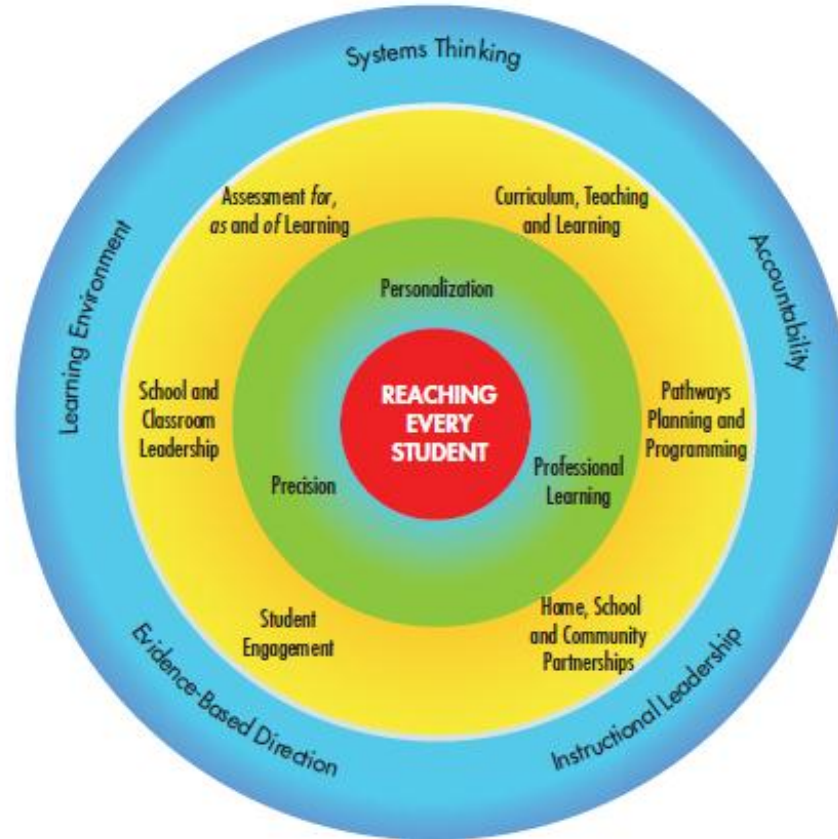 Systems Thinking
Learning Environment
Accountability
Assessment for,
as and of Learning
Curriculum, Teaching
and Learning
Personalization
School and
Classroom
Leadership
REACHING
EVERY
STUDENT
Pathways
Planning and
Programming
Precision
Professional
Learning
Student
Engagement
Home, School
and Community
Partnerships
Evidence-Based Direction
Instructional Leadership